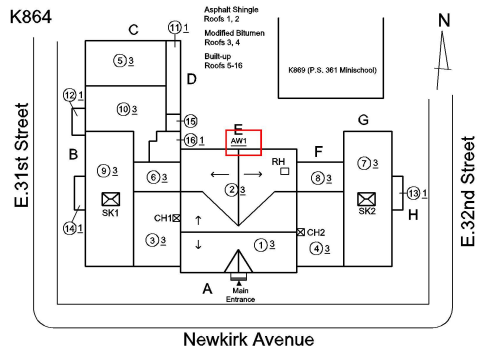 K864
Asphalt Shingle
Roofs 1, 2
Modified Bitumen
Roofs 3, 4
Built-up
Roofs 5-16
N
K869 (P.S. 361 Minischool)
C
11 1
5 3
D
12 1
10 3
15
E
AW1
16 1
G
B
F
RH
7 3
9 3
6 3
2 3
8 3
SK1
SK2
13 1
14 1
CH1
H
CH2
3 3
1 3
4 3
A
Main
Entrance
E.31st Street
E.32nd Street
Newkirk Avenue